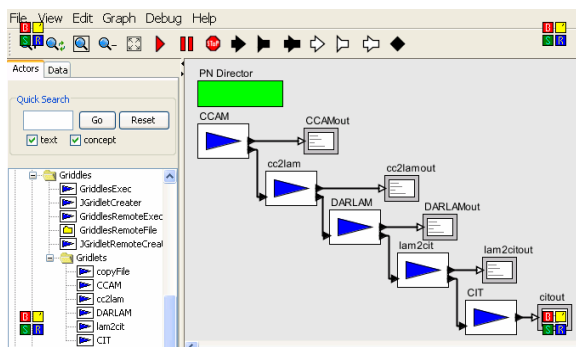 File View Edit Graph Debug Help
STOP
Actors Data
Quick Search
Go Reset
text concept
Griddles
GriddlesExec
JGridletCreater
GriddlesRemoteExec
GriddlesRemoteFile
JGridletRemoteCreat
Gridlets
copyFile
CCAM
cc2lam
DARLAM
lam2cit
CIT
PN Director
CCAM
CCAMout
cc2lam
cc2lamout
DARLAM
DARLAMout
lam2cit
lam2citout
CIT
citout
B
S R
B
S R
B
S R
B
S R